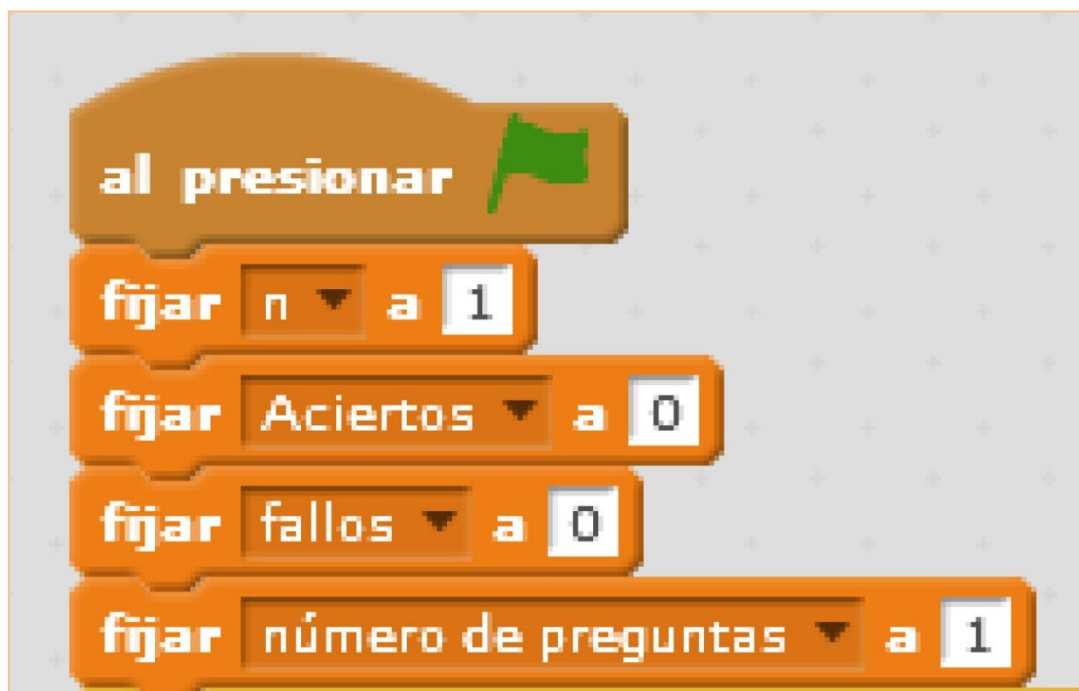 al presionar
fijar n a 1
fijar Aciertos a 0
fijar fallos a 0
fijar número de preguntas a 1